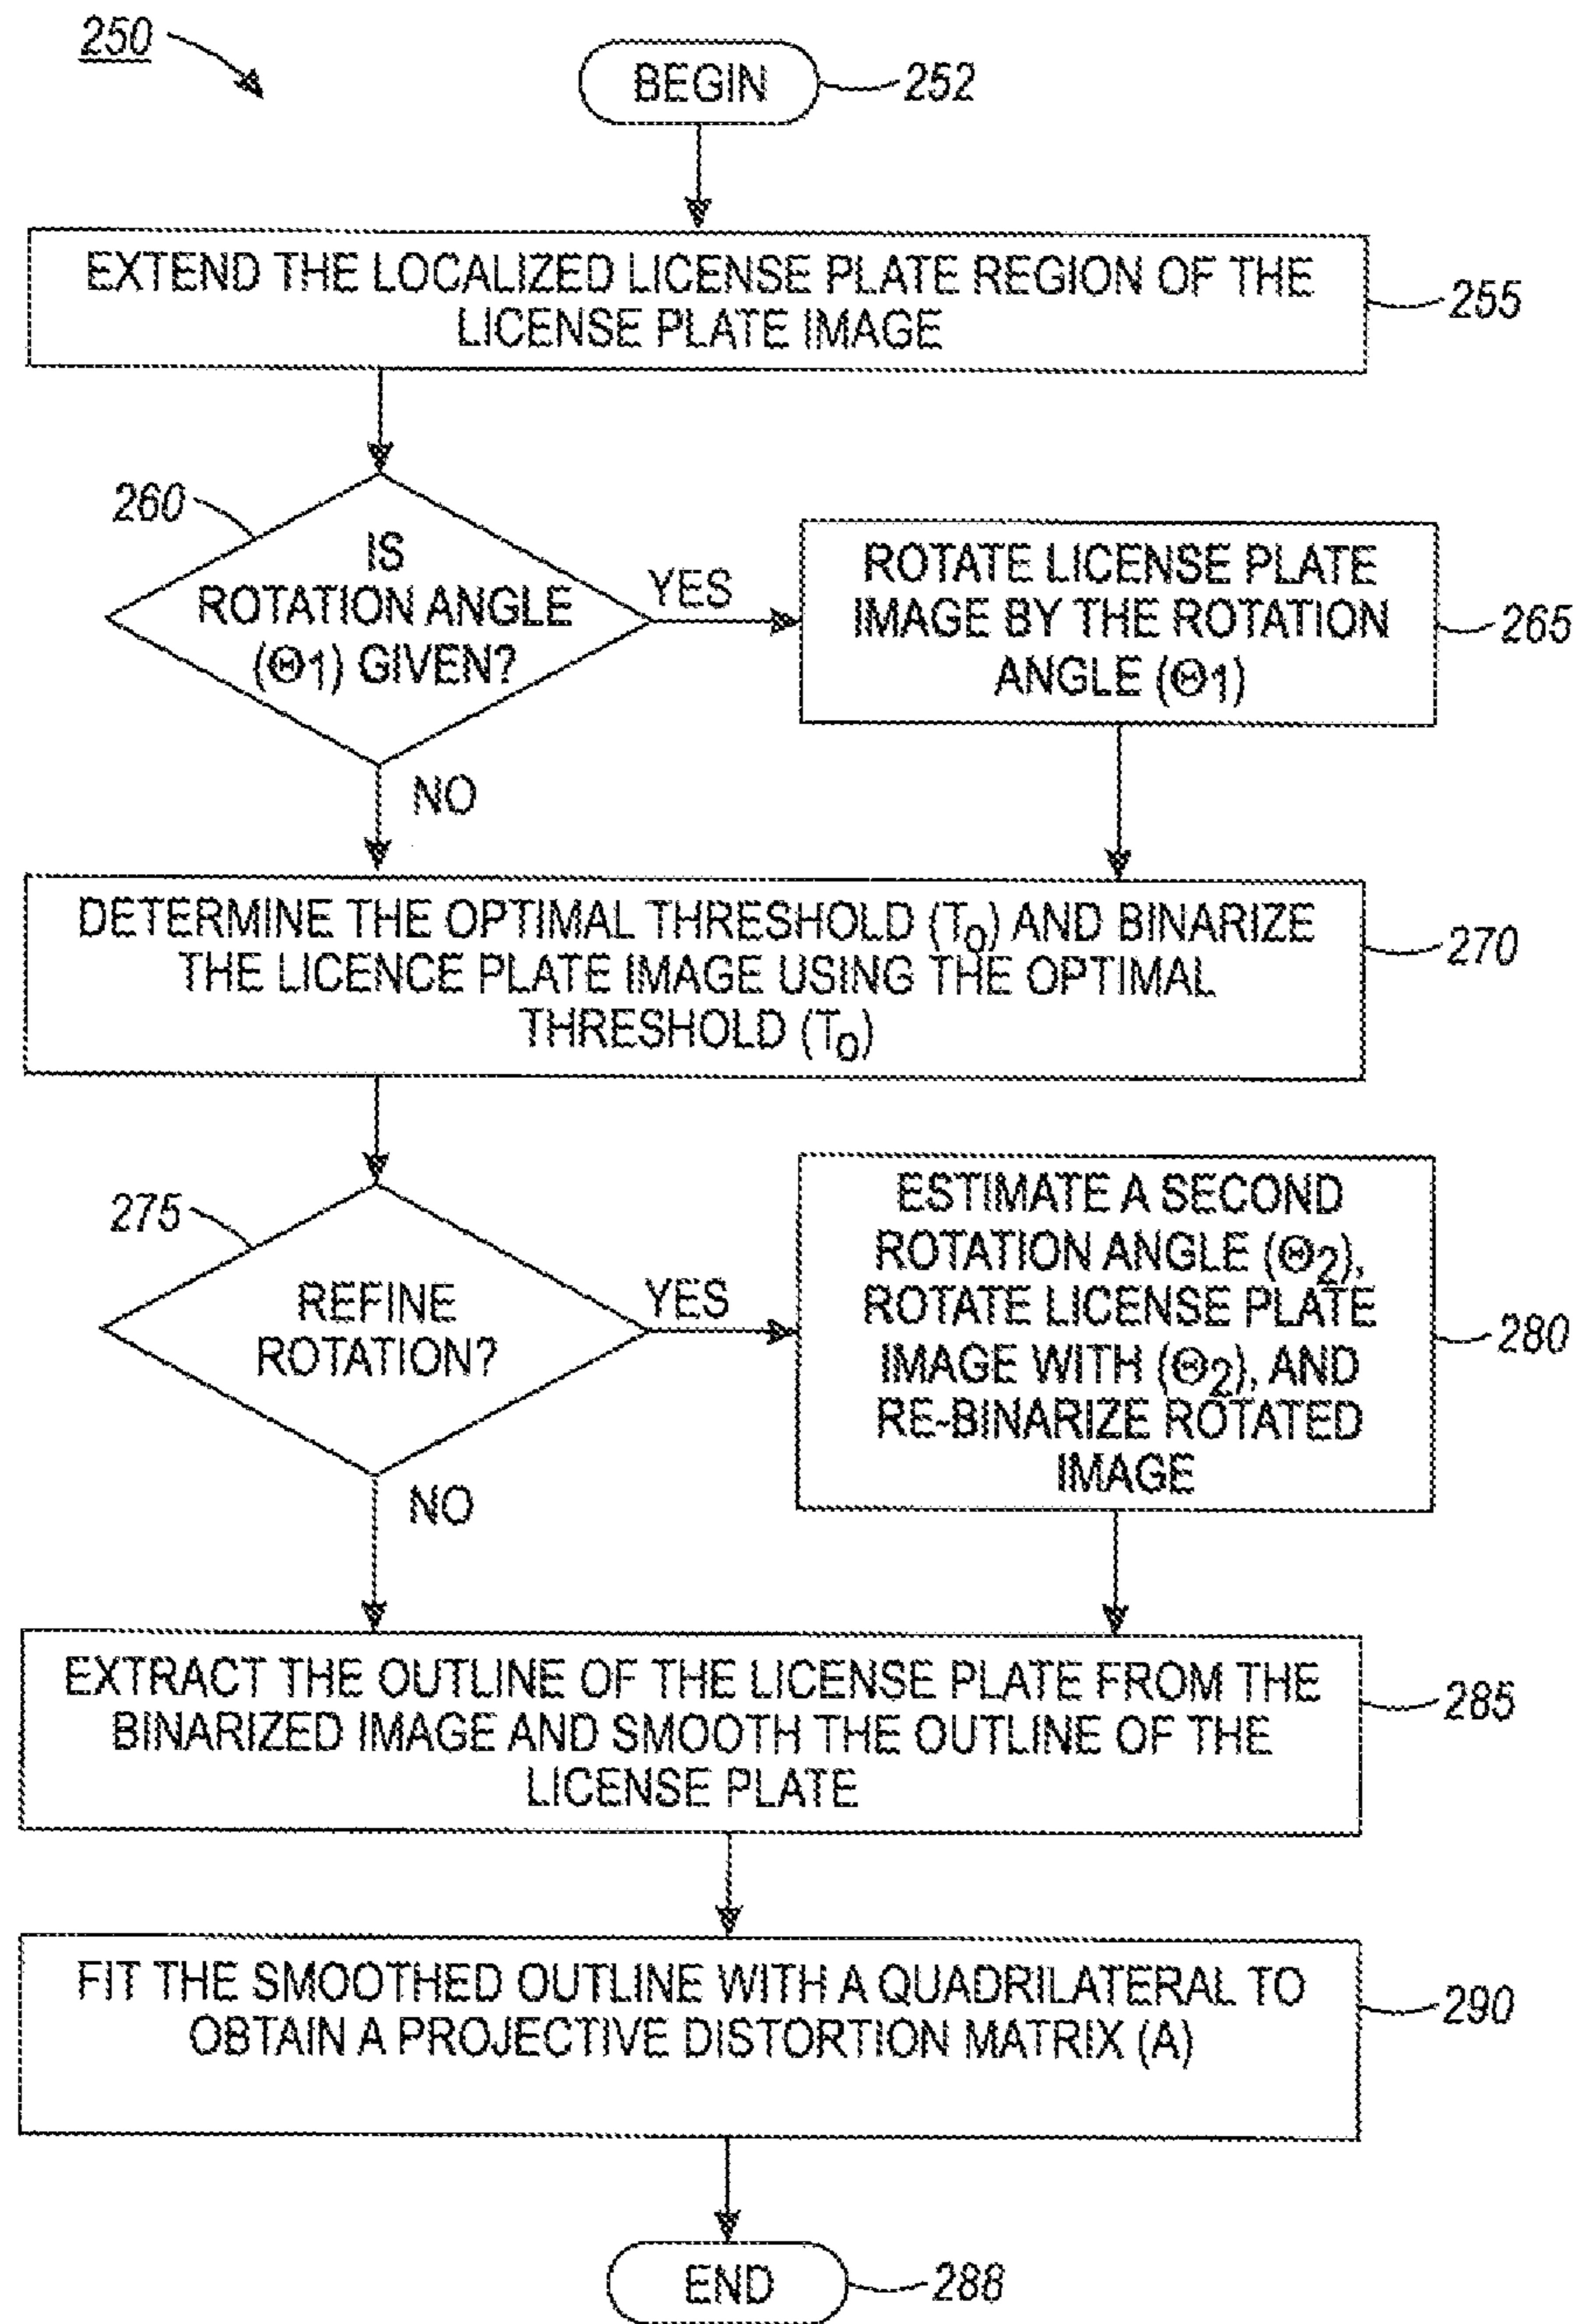 250
BEGIN
252
EXTEND THE LOCALIZED LICENSE PLATE REGION OF THE
LICENSE PLATE IMAGE
255
260
IS
ROTATION ANGLE
(Θ1) GIVEN?
YES
ROTATE LICENSE PLATE
IMAGE BY THE ROTATION
ANGLE (Θ1)
265
NO
DETERMINE THE OPTIMAL THRESHOLD (TO) AND BINARIZE
THE LICENCE PLATE IMAGE USING THE OPTIMAL
THRESHOLD (TO)
270
275
REFINE
ROTATION?
YES
ESTIMATE A SECOND
ROTATION ANGLE (Θ2),
ROTATE LICENSE PLATE
IMAGE WITH (Θ2), AND
RE-BINARIZE ROTATED
IMAGE
280
NO
EXTRACT THE OUTLINE OF THE LICENSE PLATE FROM THE
BINARIZED IMAGE AND SMOOTH THE OUTLINE OF THE
LICENSE PLATE
285
FIT THE SMOOTHED OUTLINE WITH A QUADRILATERAL TO
OBTAIN A PROJECTIVE DISTORTION MATRIX (A)
290
END
288